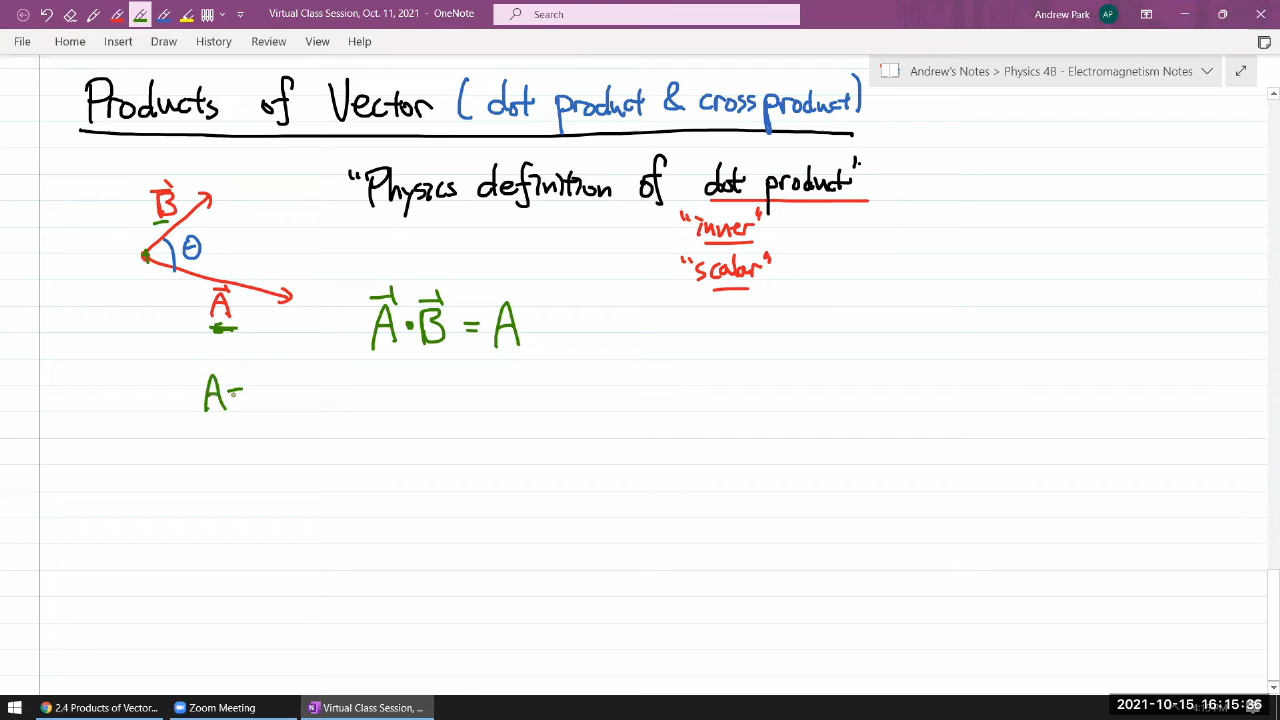 Virtual Class Session, Oct. 11, 2021 - OneNote
Search
Andrew Park
AP
File Home Insert Draw History Review View Help
Andrew's Notes > Physics 4B - Electromagnetism Notes
Products of Vector (dot product & cross product)
"Physics definition of dot product".
"inner"
"scalar"
B⃗
θ
A⃗
A⃗ • B⃗ = A
A -
2.4 Products of Vector...
Zoom Meeting
Virtual Class Session, ...
2021-10-15 16:15:36